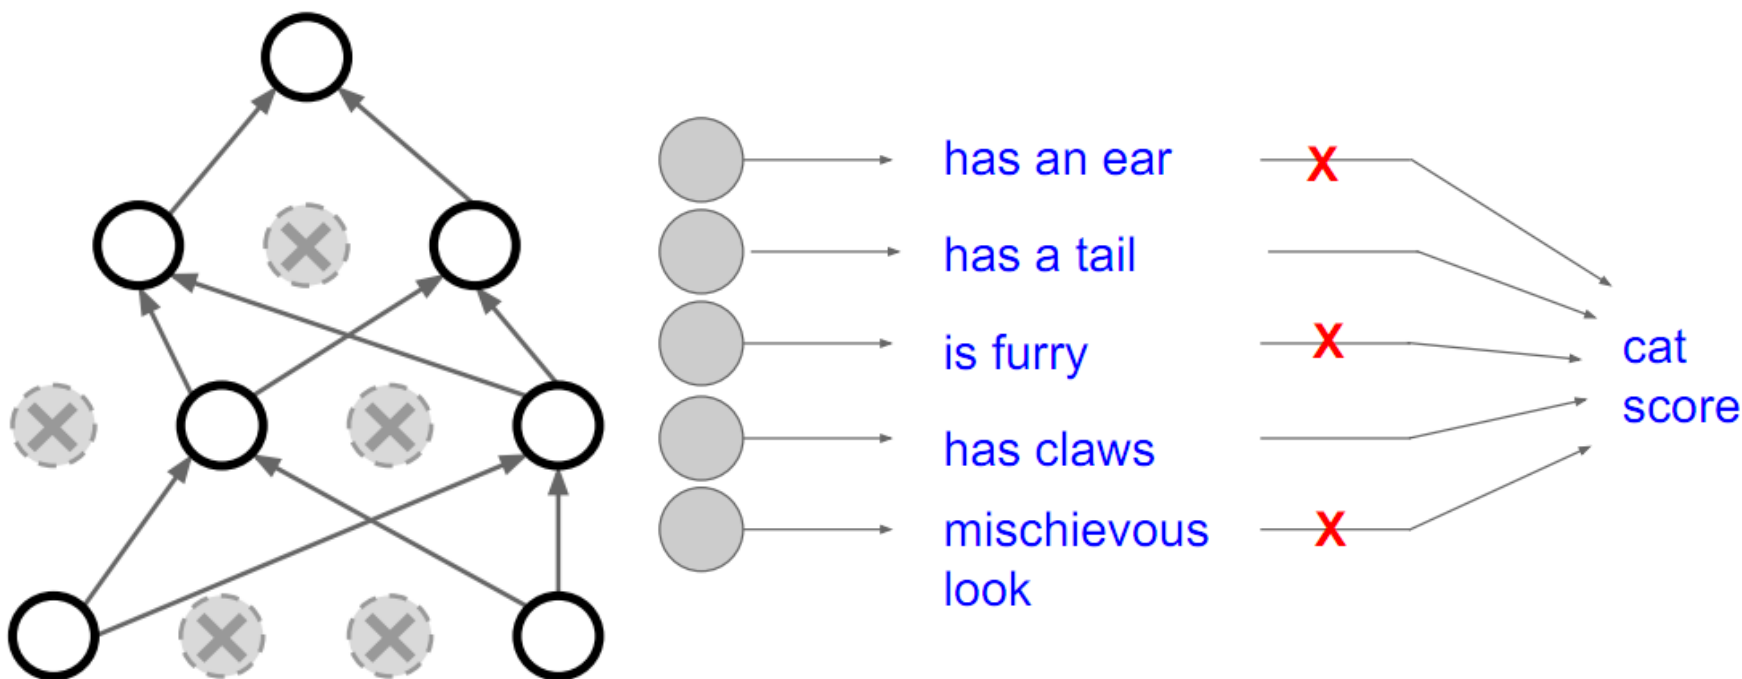 has an ear
X
has a tail
is furry
X
cat
score
has claws
mischievous
look
X